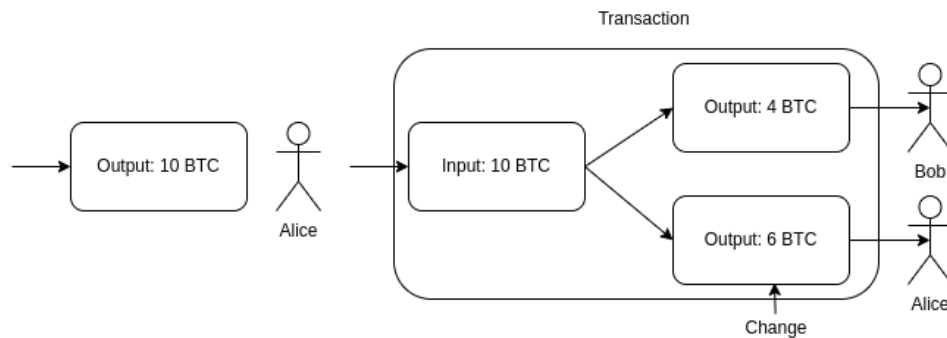 Transaction
Output: 10 BTC
Alice
Input: 10 BTC
Output: 4 BTC
Bob
Output: 6 BTC
Alice
Change